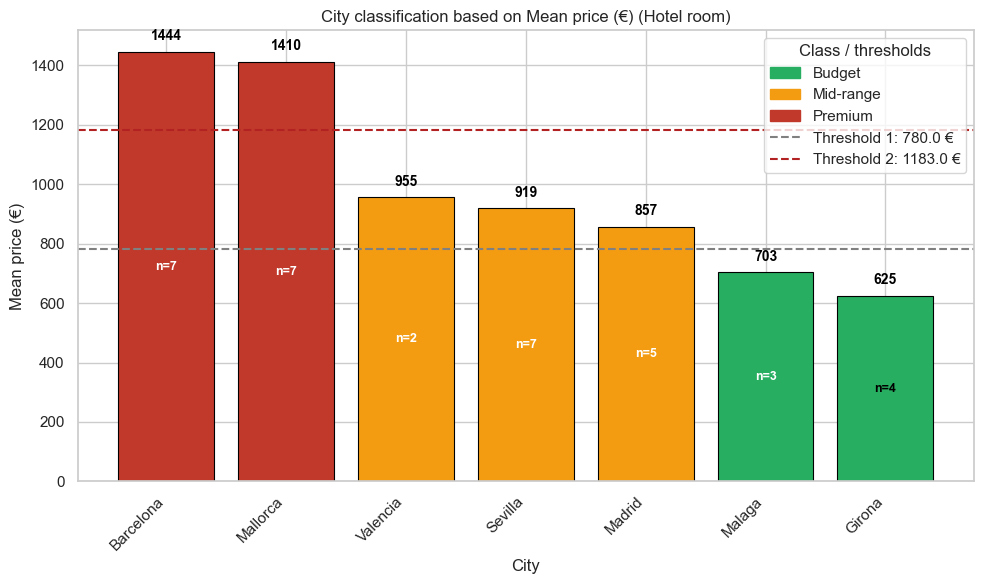 City classification based on Mean price (€) (Hotel room)
Class / thresholds
Budget
Mid-range
Premium
Threshold 1: 780.0 €
Threshold 2: 1183.0 €
Mean price (€)
1400
1200
1000
800
600
400
200
0
1444
1410
955
919
857
703
625
n=7
n=7
n=2
n=7
n=5
n=3
n=4
Barcelona
Mallorca
Valencia
Sevilla
Madrid
Malaga
Girona
City